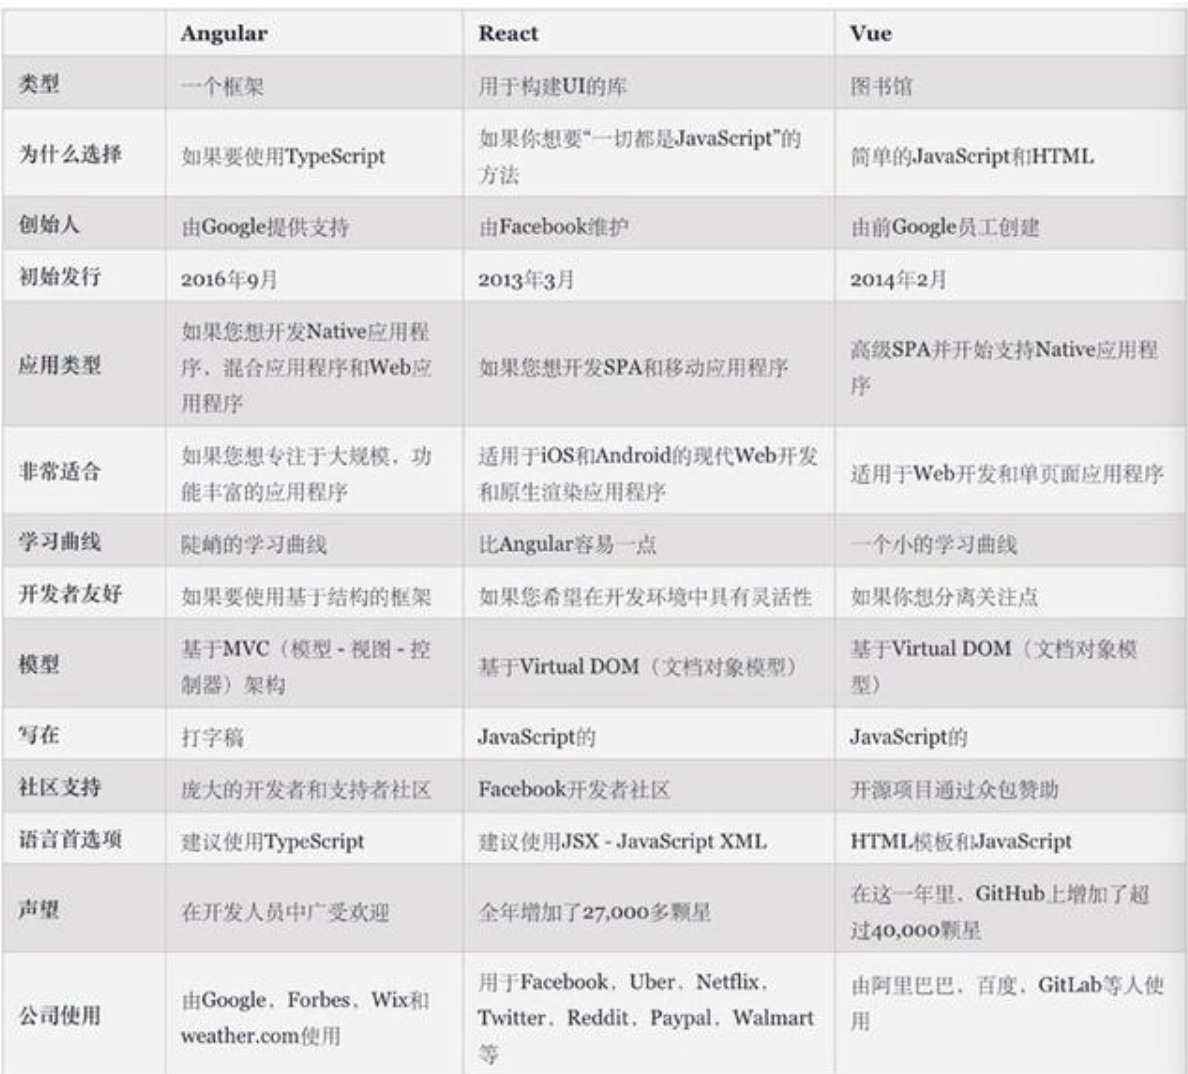 Angular React Vue
类型 一个框架 用于构建UI的库 图书馆
为什么选择 如果要使用TypeScript 如果你想要“一切都是JavaScript”的
方法 简单的JavaScript和HTML
创始人 由Google提供支持 由Facebook维护 由前Google员工创建
初始发行 2016年9月 2013年3月 2014年2月
应用类型 如果您想开发Native应用程
序、混合应用程序和Web应
用程序 如果您想开发SPA和移动应用程序 高级SPA并开始支持Native应用程
序
非常适合 如果您想专注于大规模、功
能丰富的应用程序 适用于iOS和Android的现代Web开发
和原生渲染应用程序 适用于Web开发和单页面应用程序
学习曲线 陡峭的学习曲线 比Angular容易一点 一个小的学习曲线
开发者友好 如果要使用基于结构的框架 如果您希望在开发环境中具有灵活性 如果你想分离关注点
模型 基于MVC（模型 - 视图 - 控
制器）架构 基于Virtual DOM（文档对象模型） 基于Virtual DOM（文档对象模
型）
写在 打字稿 JavaScript的 JavaScript的
社区支持 庞大的开发者和支持者社区 Facebook开发者社区 开源项目通过众包赞助
语言首选项 建议使用TypeScript 建议使用JSX - JavaScript XML HTML模板和JavaScript
声望 在开发人员中广受欢迎 全年增加了27,000多颗星 在这一年里、GitHub上增加了超
过40,000颗星
公司使用 由Google、Forbes、Wix和
weather.com使用 用于Facebook、Uber、Netflix、
Twitter、Reddit、Paypal、Walmart
等 由阿里巴巴、百度、GitLab等人使
用